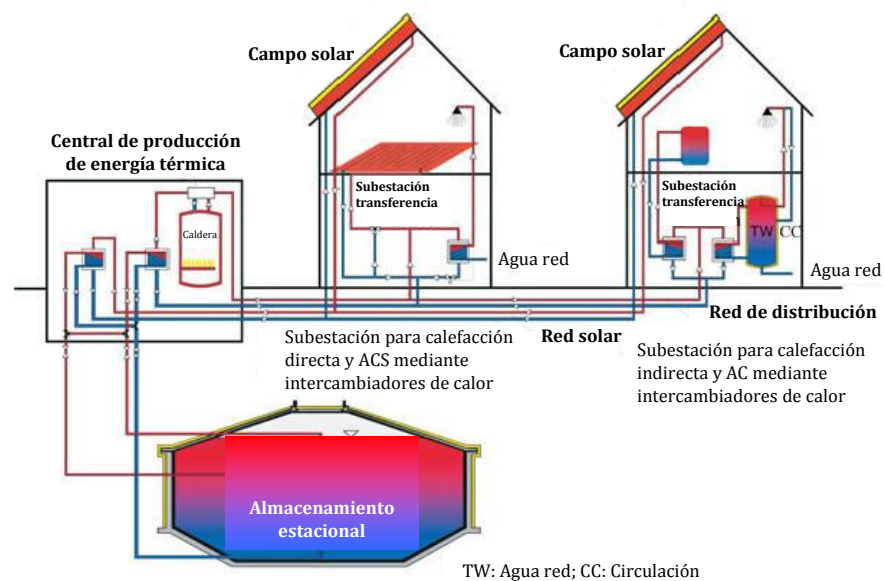 Campo solar
Campo solar
Central de producción
de energía térmica
Caldera
Subestación
transferencia
Subestación
transferencia
TW
CC
Agua red
Agua red
Red solar
Red de distribución
Subestación para calefacción
directa y ACS mediante
intercambiadores de calor
Subestación para calefacción
indirecta y AC mediante
intercambiadores de calor
Almacenamiento
estacional
TW: Agua red; CC: Circulación